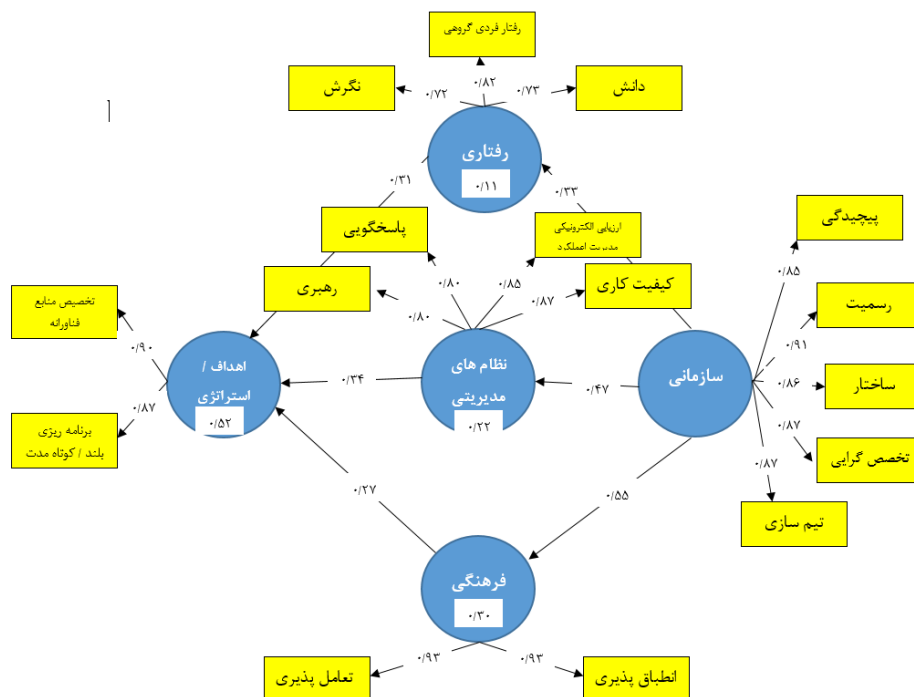 رفتار فردی گروهی
نگرش
دانش
۰/۷۲
۰/۸۲
۰/۷۳
رفتاری
۰/۱۱
۰/۳۱
۰/۳۳
پاسخگویی
ارزیابی الکترونیکی
مدیریت اعملکرد
پیچیدگی
رهبری
کیفیت کاری
۰/۸۰
۰/۸۰
۰/۸۵
۰/۸۷
۰/۸۵
تخصیص منابع
فناورانه
رسمیت
۰/۹۰
۰/۹۱
اهداف /
استراتژی
۰/۵۲
نظام های
مدیریتی
۰/۲۲
سازمانی
۰/۳۴
۰/۴۷
۰/۸۶
ساختار
۰/۸۷
برنامه ریزی
بلند / کوتاه مدت
۰/۸۷
تخصص گرایی
۰/۸۷
تیم سازی
۰/۲۷
۰/۵۵
فرهنگی
۰/۳۰
۰/۹۳
۰/۹۳
تعامل پذیری
انطباق پذیری